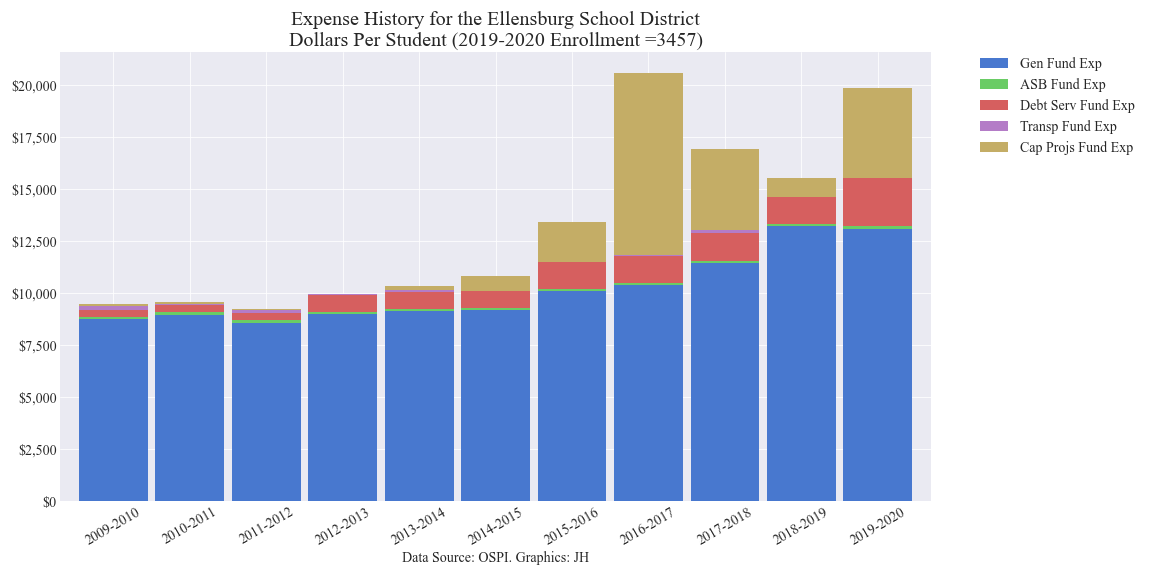 Expense History for the Ellensburg School District
Dollars Per Student (2019-2020 Enrollment =3457)
Gen Fund Exp
ASB Fund Exp
Debt Serv Fund Exp
Transp Fund Exp
Cap Projs Fund Exp
$20,000
$17,500
$15,000
$12,500
$10,000
$7,500
$5,000
$2,500
$0
2009-2010
2010-2011
2011-2012
2012-2013
2013-2014
2014-2015
2015-2016
2016-2017
2017-2018
2018-2019
2019-2020
Data Source: OSPI. Graphics: JH